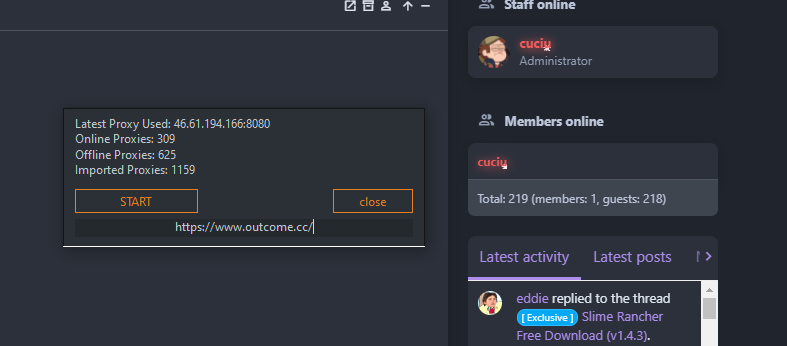 Staff online
cuciu
Administrator
Latest Proxy Used: 46.61.194.166:8080
Online Proxies: 309
Offline Proxies: 625
Imported Proxies: 1159
START
close
https://www.outcome.cc/
Members online
cuciu
Total: 219 (members: 1, guests: 218)
Latest activity
Latest posts
eddie replied to the thread
[ Exclusive ] Slime Rancher
Free Download (v1.4.3).